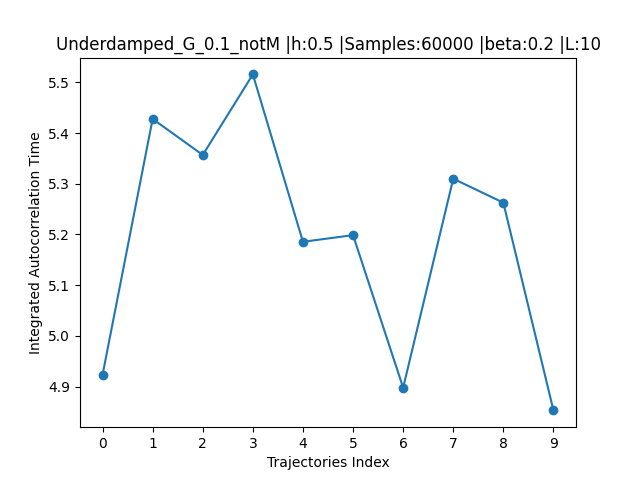 Underdamped_G_0.1_notM |h:0.5 |Samples:60000 |beta:0.2 |L:10
Integrated Autocorrelation Time
5.5
5.4
5.3
5.2
5.1
5.0
4.9
0 1 2 3 4 5 6 7 8 9
Trajectories Index